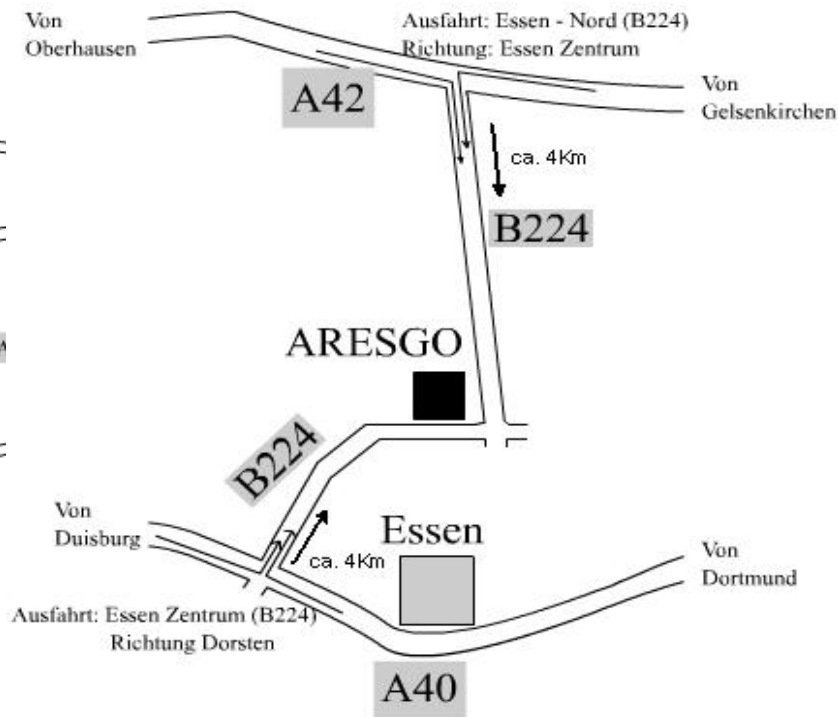 Von
Oberhausen
Ausfahrt: Essen - Nord (B224)
Richtung: Essen Zentrum
A42
Von
Gelsenkirchen
ca. 4Km
B224
ARESGO
B224
Von
Duisburg
Essen
ca. 4Km
Von
Dortmund
Ausfahrt: Essen Zentrum (B224)
Richtung Dorsten
A40